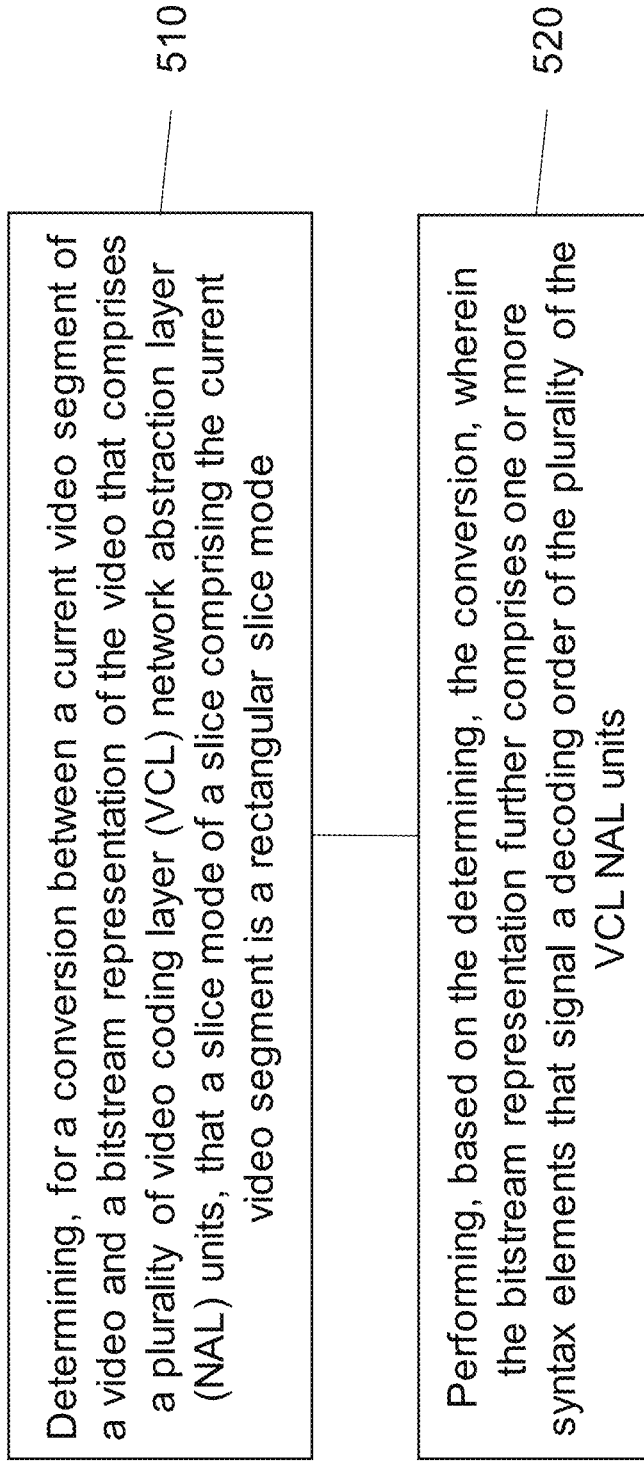 Determining, for a conversion between a current video segment of
a video and a bitstream representation of the video that comprises
a plurality of video coding layer (VCL) network abstraction layer
(NAL) units, that a slice mode of a slice comprising the current
video segment is a rectangular slice mode
510
Performing, based on the determining, the conversion, wherein
the bitstream representation further comprises one or more
syntax elements that signal a decoding order of the plurality of the
VCL NAL units
520